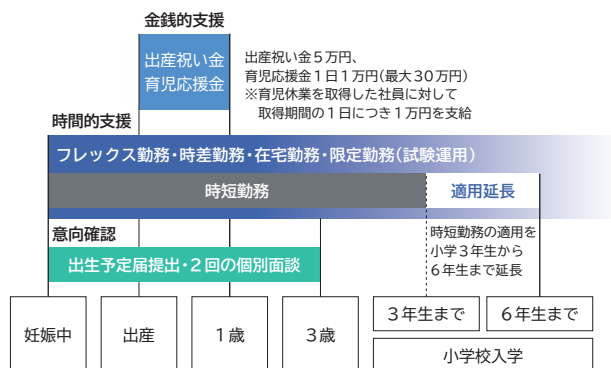 金銭的支援
出産祝い金
育児応援金
出産祝い金5万円、
育児応援金1日1万円(最大30万円)
※育児休業を取得した社員に対して
取得期間の1日につき1万円を支給
時間的支援
フレックス勤務・時差勤務・在宅勤務・限定勤務(試験運用)
時短勤務
適用延長
時短勤務の適用を
小学3年生から
6年生まで延長
意向確認
出生予定届提出・2回の個別面談
妊娠中
出産
1歳
3歳
3年生まで
6年生まで
小学校入学